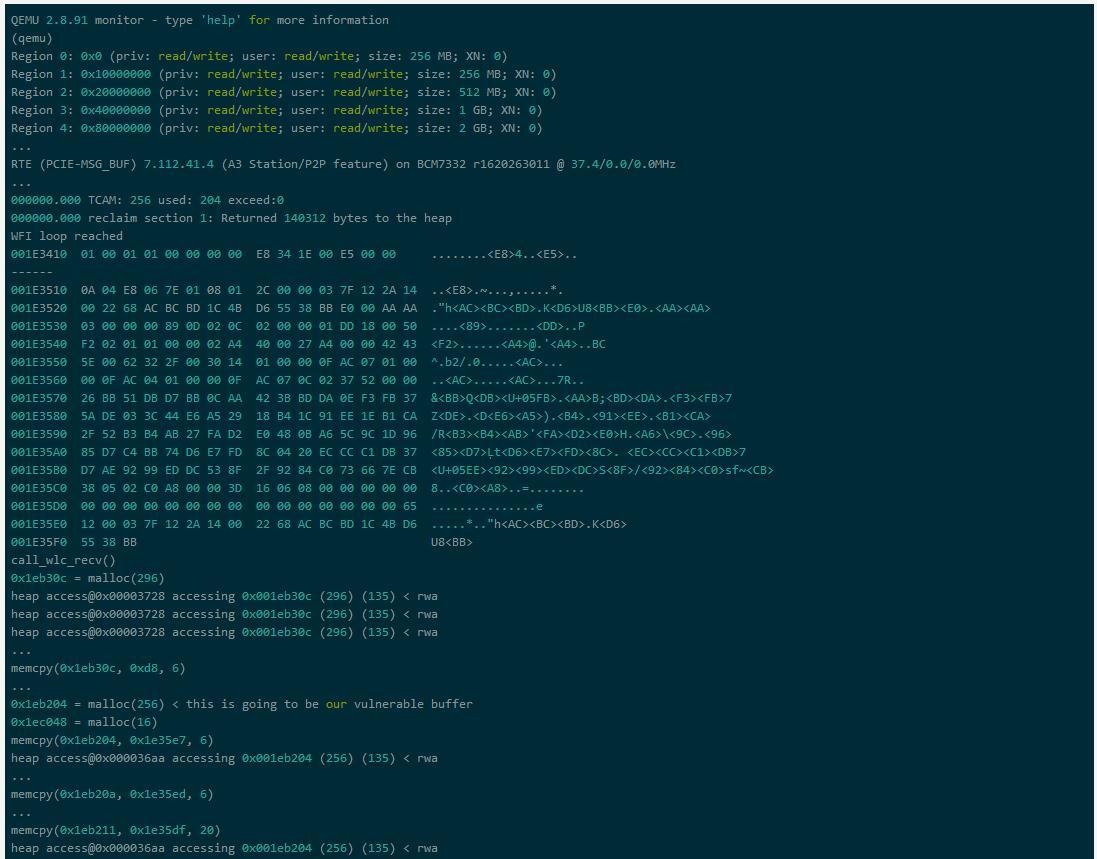 QEMU 2.8.91 monitor - type 'help' for more information
(qemu)
Region 0: 0x0 (priv: read/write; user: read/write; size: 256 MB; XN: 0)
Region 1: 0x10000000 (priv: read/write; user: read/write; size: 256 MB; XN: 0)
Region 2: 0x20000000 (priv: read/write; user: read/write; size: 512 MB; XN: 0)
Region 3: 0x40000000 (priv: read/write; user: read/write; size: 1 GB; XN: 0)
Region 4: 0x80000000 (priv: read/write; user: read/write; size: 2 GB; XN: 0)
...
RTE (PCIE-MSG_BUF) 7.112.41.4 (A3 Station/P2P feature) on BCM7332 r1620263011 @ 37.4/0.0/0.0MHz
...
000000.000 TCAM: 256 used: 204 exceed:0
000000.000 reclaim section 1: Returned 140312 bytes to the heap
WFI loop reached
001E3410  01 00 01 01 00 00 00 00  E8 34 1E 00 E5 00 00     ........<E8>4..<E5>..
------
001E3510  0A 04 E8 06 7E 01 08 01  2C 00 00 03 7F 12 2A 14  ..<E8>.~...,.....*.
001E3520  00 22 68 AC BC BD 1C 4B  D6 55 38 BB E0 00 AA AA  ."h<AC><BC><BD>.K<D6>U8<BB><E0>.<AA><AA>
001E3530  03 00 00 00 89 0D 02 0C  02 00 00 01 DD 18 00 50  ....<89>.......<DD>..P
001E3540  F2 02 01 01 00 00 02 A4  40 00 27 A4 00 00 42 43  <F2>......<A4>@.'<A4>..BC
001E3550  5E 00 62 32 2F 00 30 14  01 00 00 0F AC 07 01 00  ^.b2/.0.....<AC>...
001E3560  00 0F AC 04 01 00 00 0F  AC 07 0C 02 37 52 00 00  ..<AC>.....<AC>...7R..
001E3570  26 BB 51 DB D7 BB 0C AA  42 3B BD DA 0E F3 FB 37  &<BB>Q<DB><U+05FB>.<AA>B;<BD><DA>.<F3><FB>7
001E3580  5A DE 03 3C 44 E6 A5 29  18 B4 1C 91 EE 1E B1 CA  Z<DE>.<D<E6><A5>).<B4>.<91><EE>.<B1><CA>
001E3590  2F 52 B3 B4 AB 27 FA D2  E0 48 0B A6 5C 9C 1D 96  /R<B3><B4><AB>'<FA><D2><E0>H.<A6>\<9C>.<96>
001E35A0  85 D7 C4 BB 74 D6 E7 FD  8C 04 20 EC CC C1 DB 37  <85><D7>Ļt<D6><E7><FD><8C>. <EC><CC><C1><DB>7
001E35B0  D7 AE 92 99 ED DC 53 8F  2F 92 84 C0 73 66 7E CB  <U+05EE><92><99><ED><DC>S<8F>/<92><84><C0>sf~<CB>
001E35C0  38 05 02 C0 A8 00 00 3D  16 06 08 00 00 00 00 00  8..<C0><A8>..=........
001E35D0  00 00 00 00 00 00 00 00  00 00 00 00 00 00 00 65  ...............e
001E35E0  12 00 03 7F 12 2A 14 00  22 68 AC BC BD 1C 4B D6  .....*.."h<AC><BC><BD>.K<D6>
001E35F0  55 38 BB                                          U8<BB>
call_wlc_recv()
0x1eb30c = malloc(296)
heap access@0x00003728 accessing 0x001eb30c (296) (135) < rwa
heap access@0x00003728 accessing 0x001eb30c (296) (135) < rwa
heap access@0x00003728 accessing 0x001eb30c (296) (135) < rwa
...
memcpy(0x1eb30c, 0xd8, 6)
...
0x1eb204 = malloc(256) < this is going to be our vulnerable buffer
0x1ec048 = malloc(16)
memcpy(0x1eb204, 0x1e35e7, 6)
heap access@0x000036aa accessing 0x001eb204 (256) (135) < rwa
...
memcpy(0x1eb20a, 0x1e35ed, 6)
...
memcpy(0x1eb211, 0x1e35df, 20)
heap access@0x000036aa accessing 0x001eb204 (256) (135) < rwa